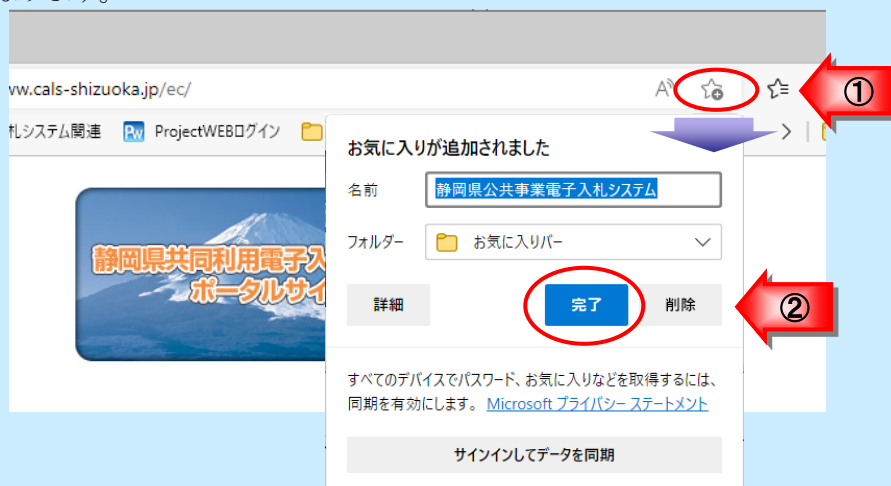 ww.cals-shizuoka.jp/ec/
①
札システム関連 Pw ProjectWEBログイン
お気に入りが追加されました
名前 静岡県公共事業電子入札システム
フォルダー お気に入りバー
静岡県共同利用電子入
ポータルサイ
詳細 完了 削除
②
すべてのデバイスでパスワード、お気に入りなどを取得するには、
同期を有効にします。 Microsoft プライバシー ステートメント
サインインしてデータを同期